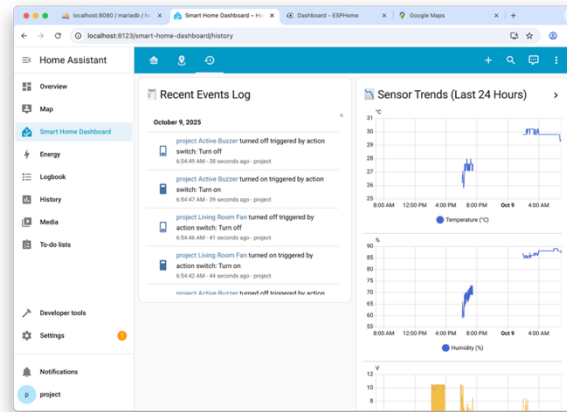 localhost:8080 / mariadb / ho
Smart Home Dashboard – Ho
Dashboard - ESPHome
Google Maps
localhost:8123/smart-home-dashboard/history
Home Assistant
Overview
Map
Smart Home Dashboard
Energy
Logbook
History
Media
To-do lists
Developer tools
Settings
1
Notifications
p
project
Recent Events Log
October 9, 2025
project Active Buzzer turned off triggered by action
switch: Turn off
6:54:49 AM - 38 seconds ago - project
project Active Buzzer turned on triggered by action
switch: Turn on
6:54:47 AM - 39 seconds ago - project
project Living Room Fan turned off triggered by
action switch: Turn off
6:54:46 AM - 41 seconds ago - project
project Living Room Fan turned on triggered by
action switch: Turn on
6:54:42 AM - 44 seconds ago - project
project Active Buzzer turned off triggered by action
Sensor Trends (Last 24 Hours)
°C
31
30
29
28
27
26
25
8:00 AM 12:00 PM 4:00 PM 8:00 PM Oct 9 4:00 AM
Temperature (°C)
%
90
85
80
75
70
65
60
55
8:00 AM 12:00 PM 4:00 PM 8:00 PM Oct 9 4:00 AM
Humidity (%)
V
12
10
8